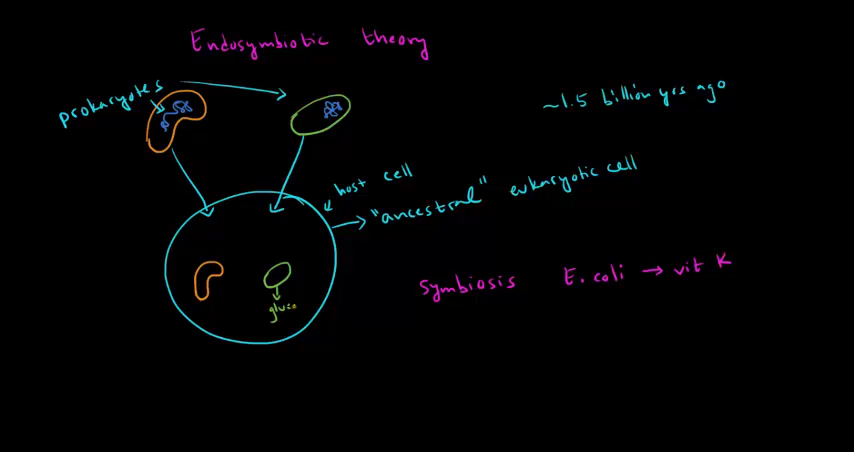 Endosymbiotic theory
prokaryotes
~1.5 billion yrs ago
host cell
"ancestral" eukaryotic cell
symbiosis E. coli → vit K
gluco